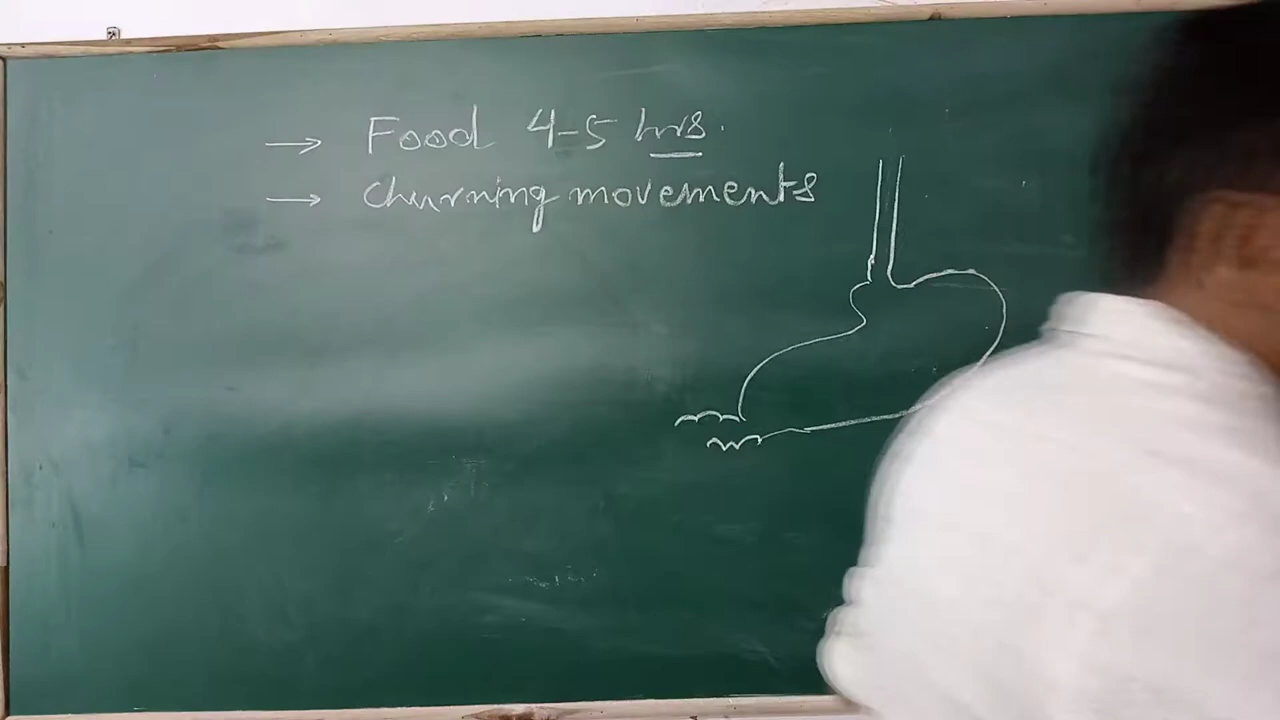 → Food 4-5 hrs.
→ churning movements